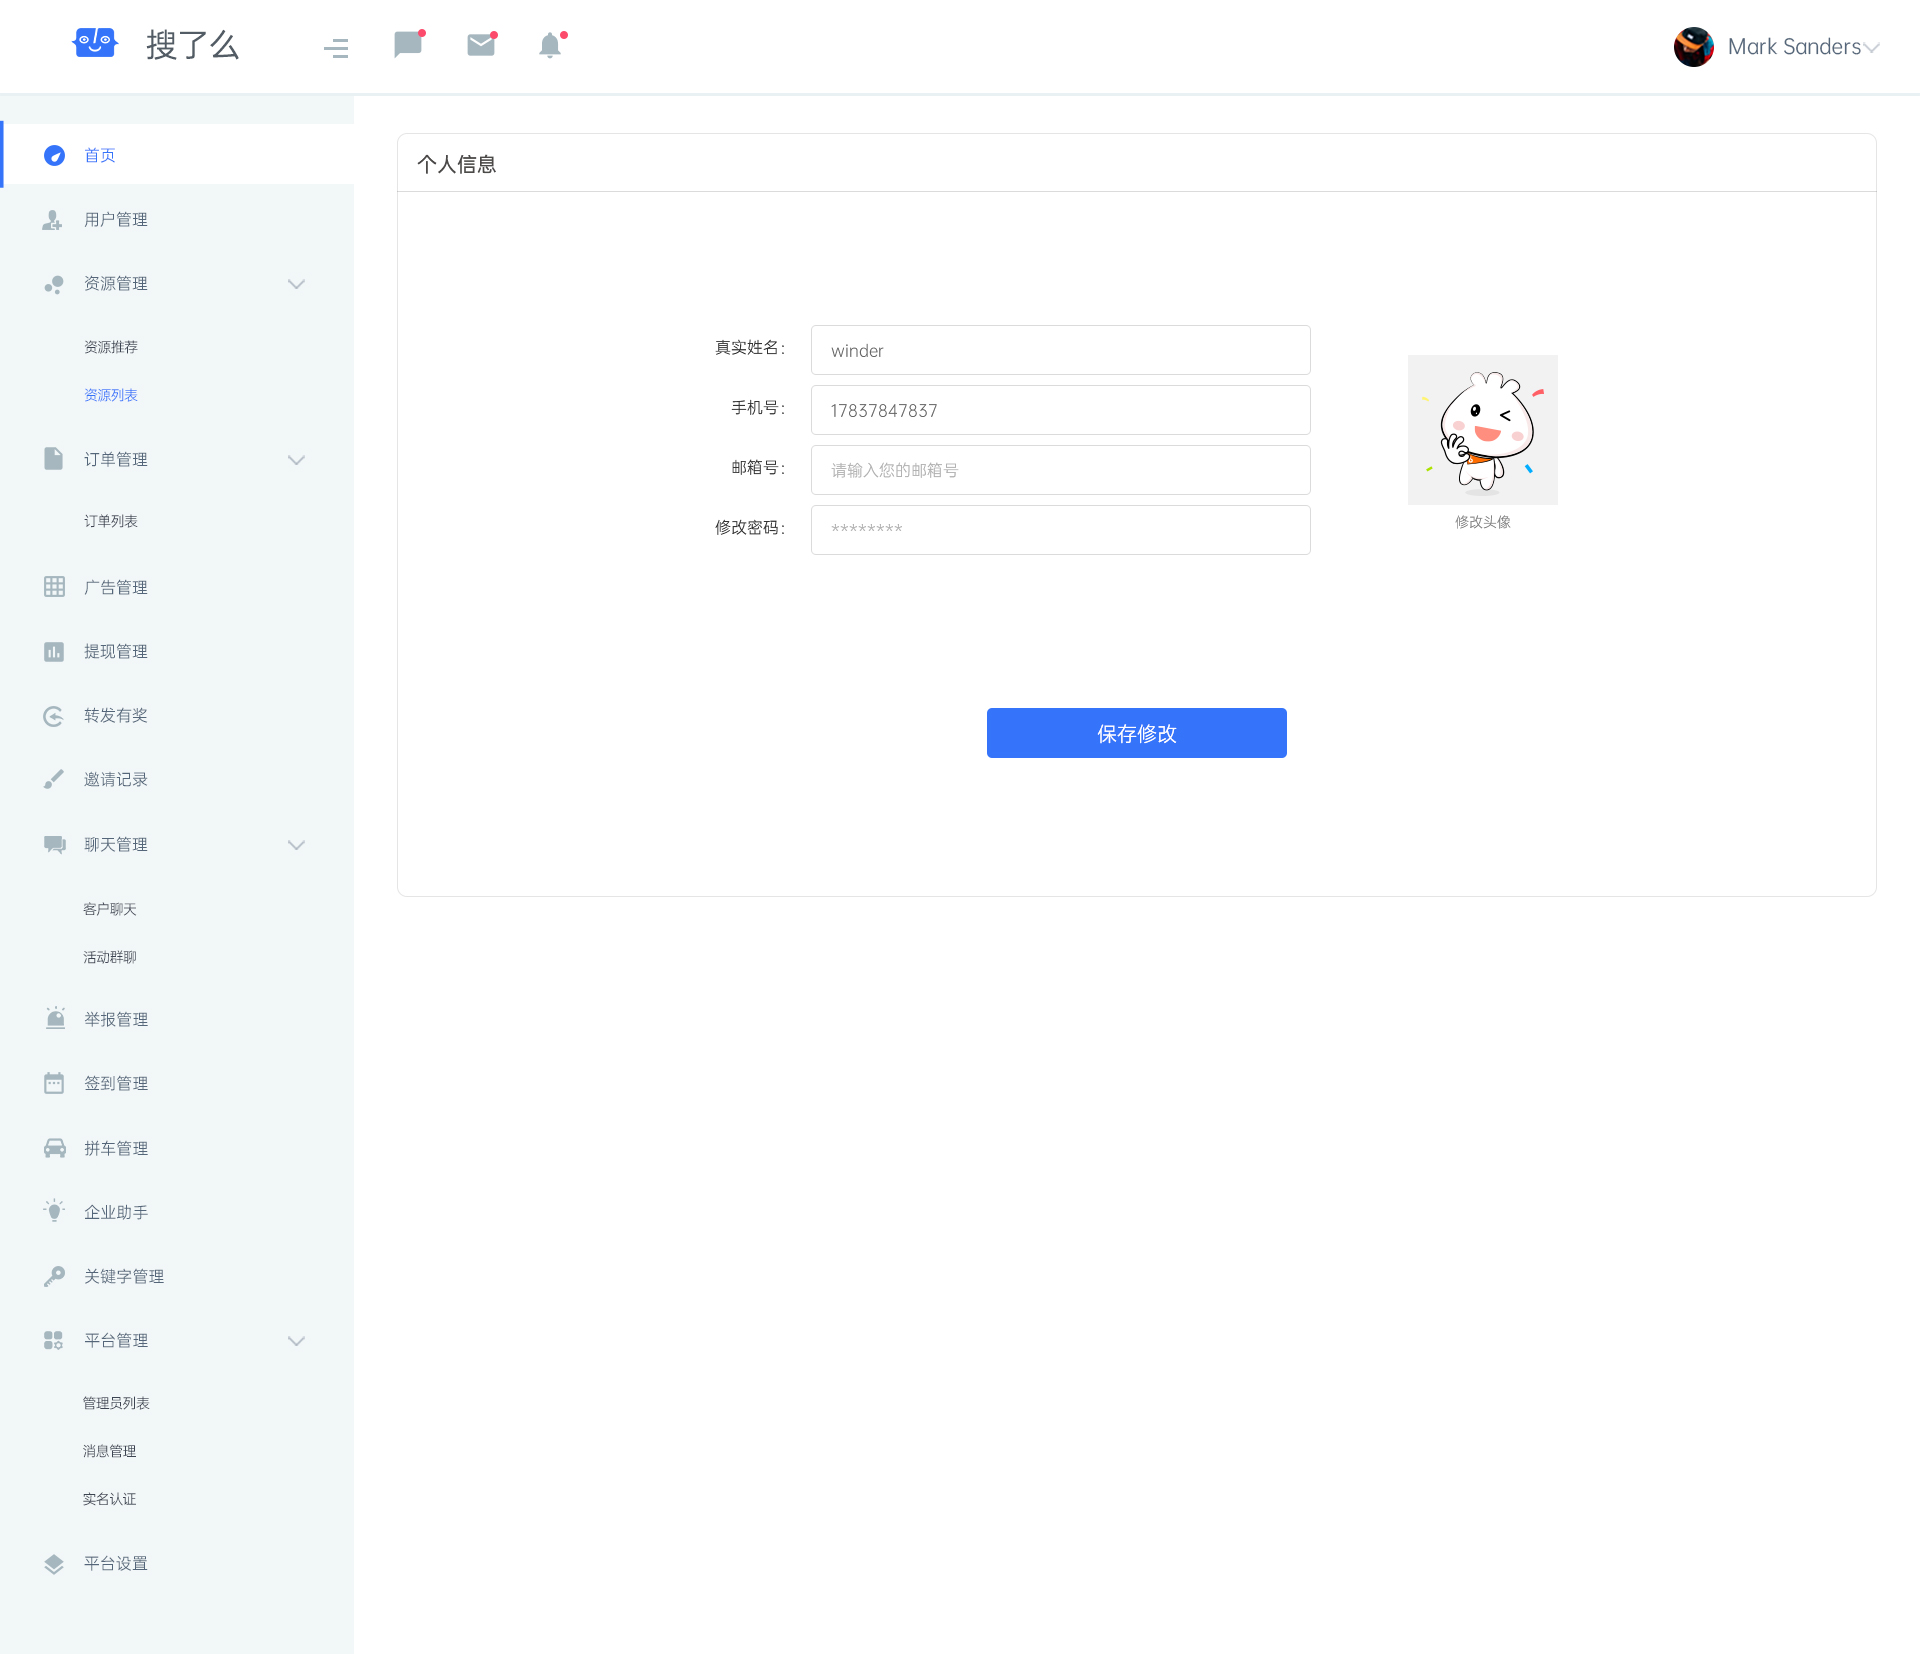 搜了么
Mark Sanders
首页
用户管理
资源管理
资源推荐
资源列表
订单管理
订单列表
广告管理
提现管理
转发有奖
邀请记录
聊天管理
客户聊天
活动群聊
举报管理
签到管理
拼车管理
企业助手
关键字管理
平台管理
管理员列表
消息管理
实名认证
平台设置
个人信息
真实姓名： winder
手机号： 17837847837
邮箱号： 请输入您的邮箱号
修改密码： ********
修改头像
保存修改